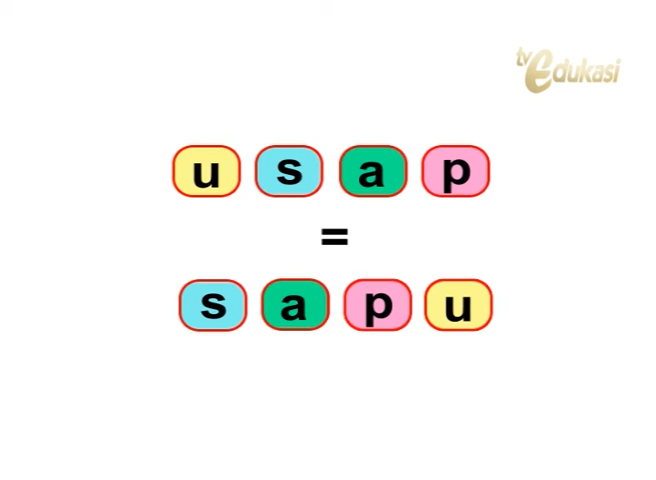 tv edukasi
u s a p
=
s a p u